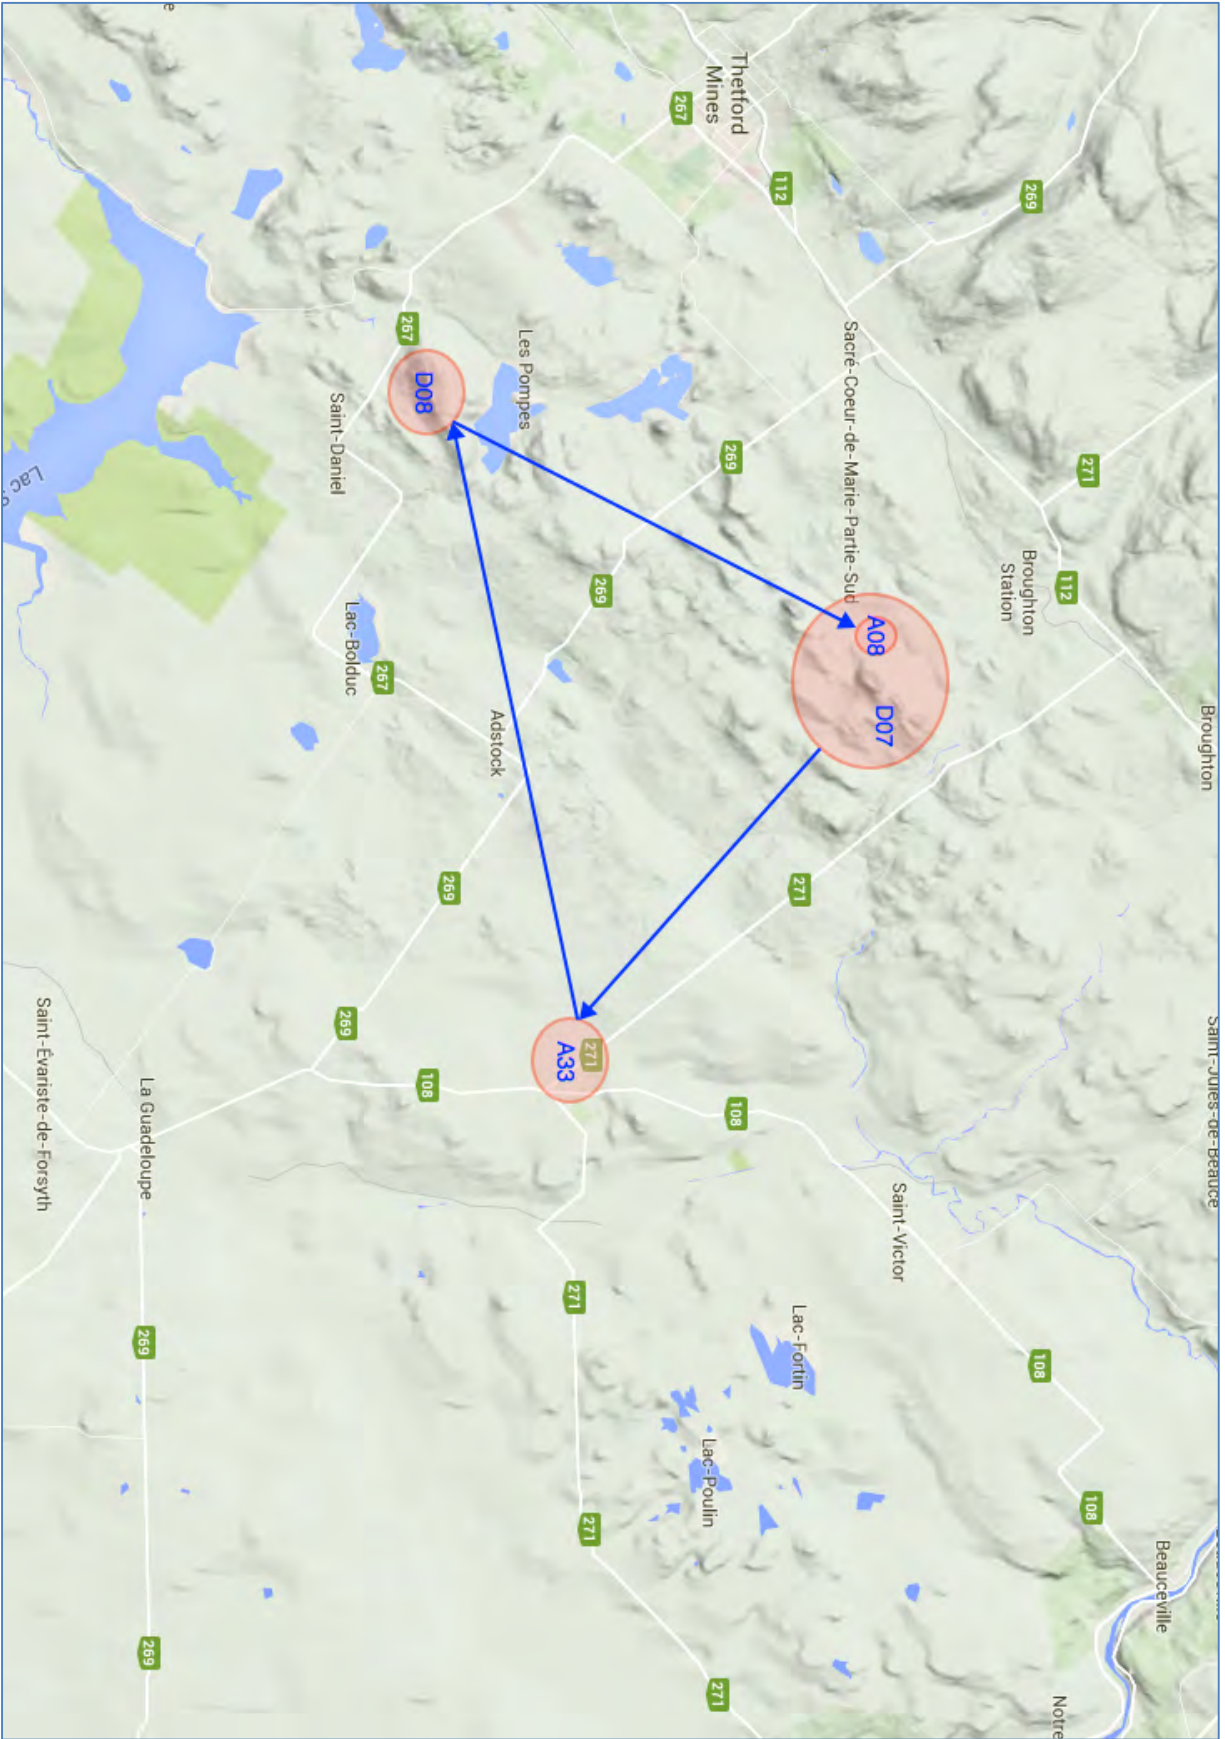 Saint-Jules-de-Beauce
Broughton
Beauceville
271
108
112
Notre
108
269
Broughton
Station
Saint-Victor
D07
A08
Sacré-Coeur-de-Marie-Partie-Sud
271
Lac-Fortin
112
Thetford
Mines
108
269
271
Lac-Poulin
267
269
271
271
271
A33
Les Pompes
Adstock
269
108
D08
267
267
Lac-Bolduc
269
Saint-Daniel
269
La Guadeloupe
269
Saint-Évariste-de-Forsyth
Lac S